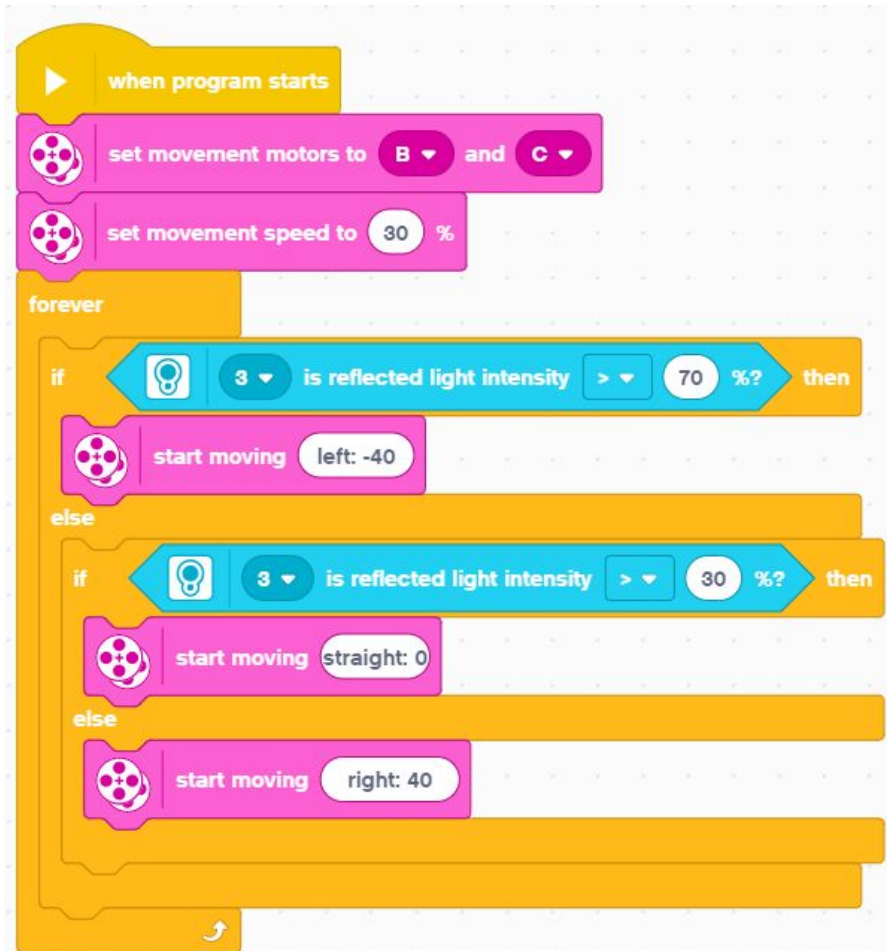 when program starts
set movement motors to B and C
set movement speed to 30 %
forever
if 3 is reflected light intensity > 70 %? then
start moving left: -40
else
if 3 is reflected light intensity > 30 %? then
start moving straight: 0
else
start moving right: 40